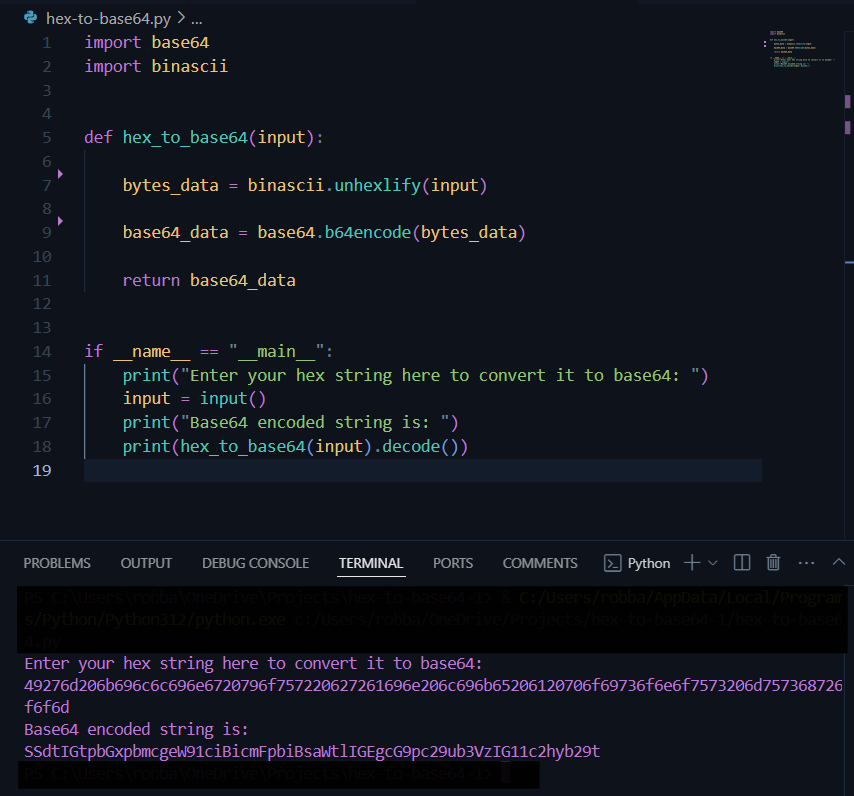 hex-to-base64.py > ...
1 import base64
2 import binascii
3
4
5 def hex_to_base64(input):
6
7     bytes_data = binascii.unhexlify(input)
8
9     base64_data = base64.b64encode(bytes_data)
10
11     return base64_data
12
13
14 if __name__ == "__main__":
15     print("Enter your hex string here to convert it to base64: ")
16     input = input()
17     print("Base64 encoded string is: ")
18     print(hex_to_base64(input).decode())
19
PROBLEMS OUTPUT DEBUG CONSOLE TERMINAL PORTS COMMENTS Python
PS C:\Users\robba\OneDrive\Projects\hex-to-base64-1> & C:/Users/robba/AppData/Local/Program
s/Python/Python312/python.exe c:/Users/robba/OneDrive/Projects/hex-to-base64-1/hex-to-base6
4.py
Enter your hex string here to convert it to base64:
49276d206b696c6c696e6720796f757220627261696e206c696b65206120706f69736f6e6f7573206d757368726
f6f6d
Base64 encoded string is:
SSdtIGtpbGxpbmcgeW91ciBicmFpbiBsaWtlIGEgcG9pc29ub3VzIG11c2hyb29t
PS C:\Users\robba\OneDrive\Projects\hex-to-base64-1>